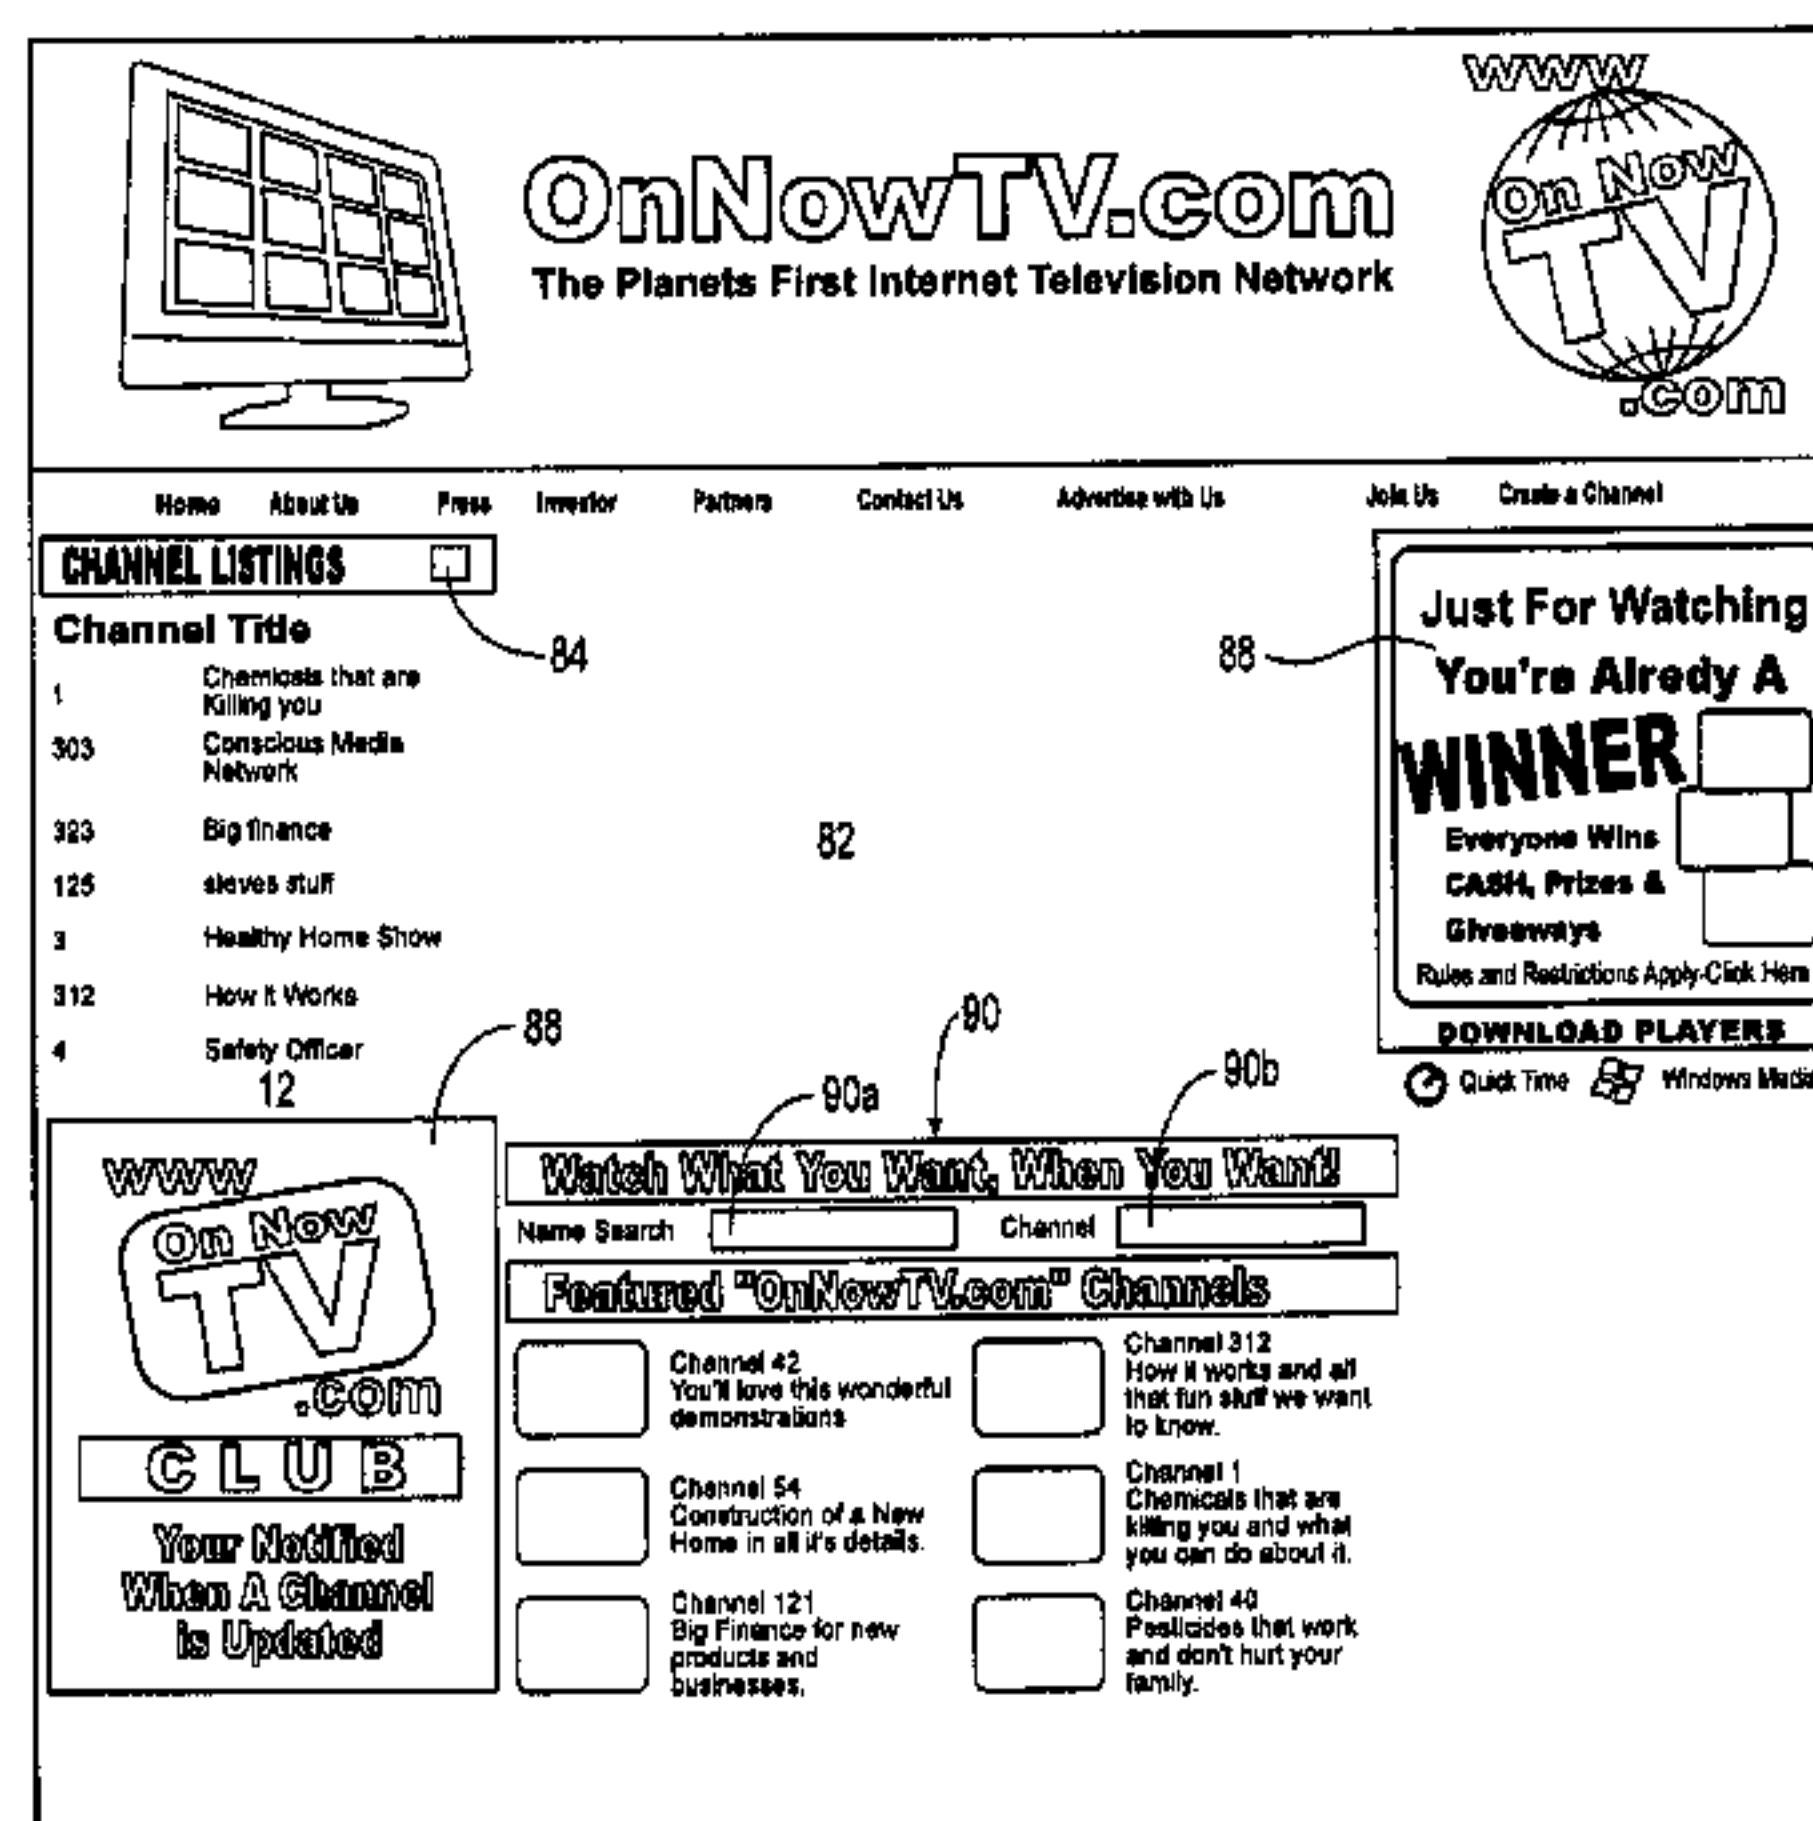 OnNowTV.com
The Planets First Internet Television Network
www
On Now
TV
.com
Home About Us Press Investor Partners Contact Us Advertise with Us Join Us Create a Channel
CHANNEL LISTINGS
84
Channel Title
1 Chemicals that are
Killing you
303 Conscious Media
Network
323 Big finance
125 steves stuff
3 Healthy Home Show
312 How it Works
4 Safety Officer
12
82
88
Just For Watching
You're Alredy A
WINNER
Everyone Wins
CASH, Prizes &
Giveaways
Rules and Restrictions Apply-Click Here
DOWNLOAD PLAYERS
Quick Time Windows Media
88
www
On Now
TV
.com
CLUB
Your Notified
When A Channel
is Updated
90
90a
90b
Watch What You Want, When You Want!
Name Search Channel
Featured "OnNowTV.com" Channels
Channel 42
You'll love this wonderful
demonstrations
Channel 54
Construction of a New
Home in all it's details.
Channel 121
Big Finance for new
products and
businesses.
Channel 312
How it works and all
that fun stuff we want
to know.
Channel 1
Chemicals that are
killing you and what
you can do about it.
Channel 40
Pesticides that work
and don't hurt your
family.